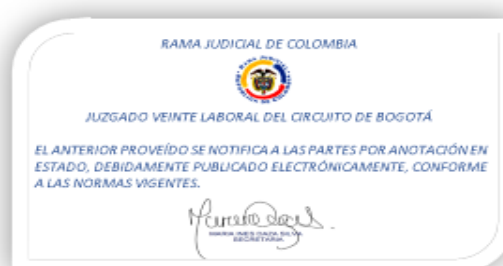 RAMA JUDICIAL DE COLOMBIA
JUZGADO VEINTE LABORAL DEL CIRCUITO DE BOGOTÁ
EL ANTERIOR PROVEÍDO SE NOTIFICA A LAS PARTES POR ANOTACIÓN EN
ESTADO, DEBIDAMENTE PUBLICADO ELECTRÓNICAMENTE, CONFORME
A LAS NORMAS VIGENTES.
MARIA INES DAZA SILVA
SECRETARIA